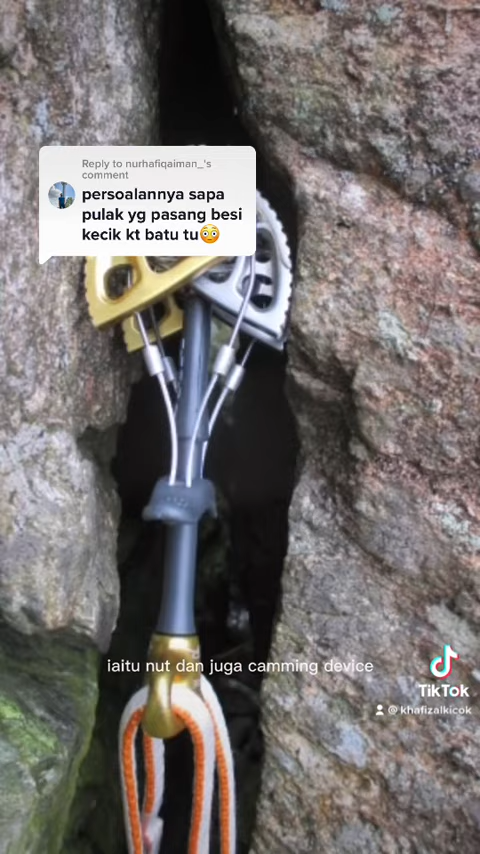 Reply to nurhafiqaiman_'s
comment
persoalannya sapa
pulak yg pasang besi
kecik kt batu tu😳
iaitu nut dan juga camming device
TikTok
@khafizalkicok